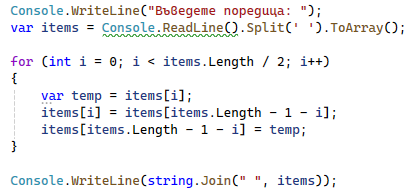 Console.WriteLine("Въведете поредица: ");
var items = Console.ReadLine().Split(' ').ToArray();
for (int i = 0; i < items.Length / 2; i++)
{
    var temp = items[i];
    items[i] = items[items.Length - 1 - i];
    items[items.Length - 1 - i] = temp;
}
Console.WriteLine(string.Join(" ", items));